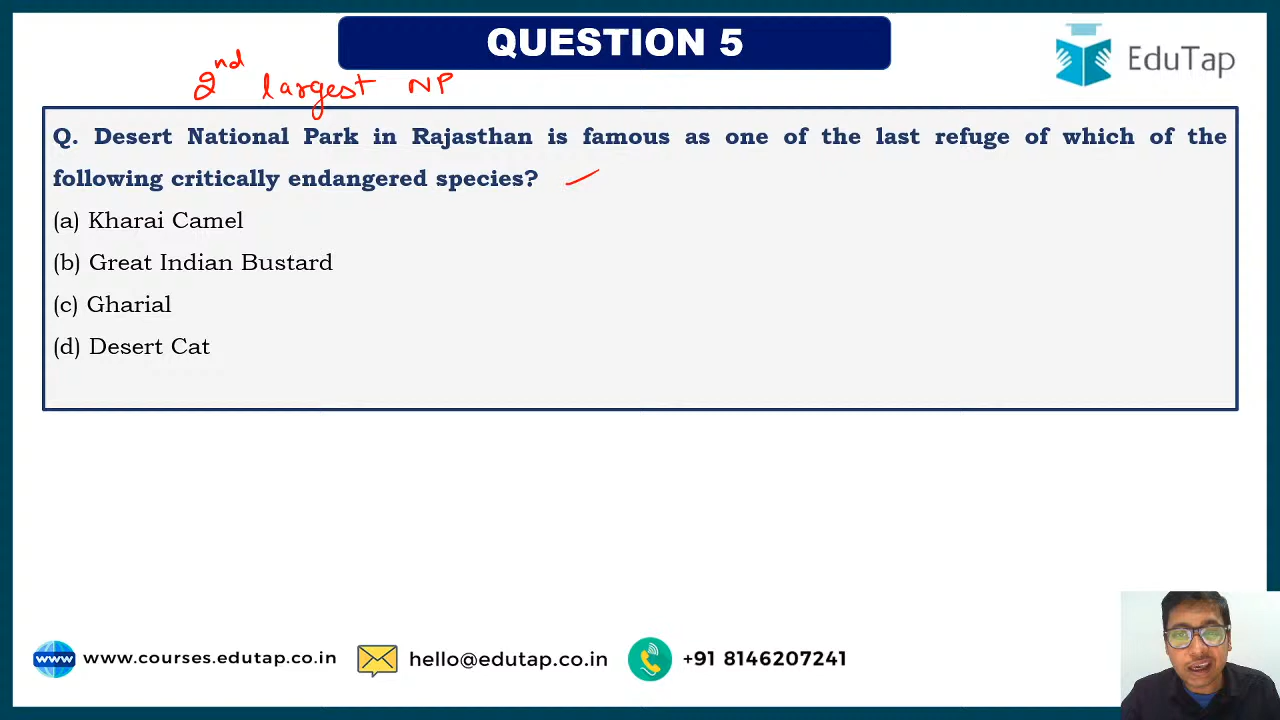 QUESTION 5
EduTap
2nd largest NP
Q. Desert National Park in Rajasthan is famous as one of the last refuge of which of the
following critically endangered species?
(a) Kharai Camel
(b) Great Indian Bustard
(c) Gharial
(d) Desert Cat
www www.courses.edutap.co.in hello@edutap.co.in +91 8146207241